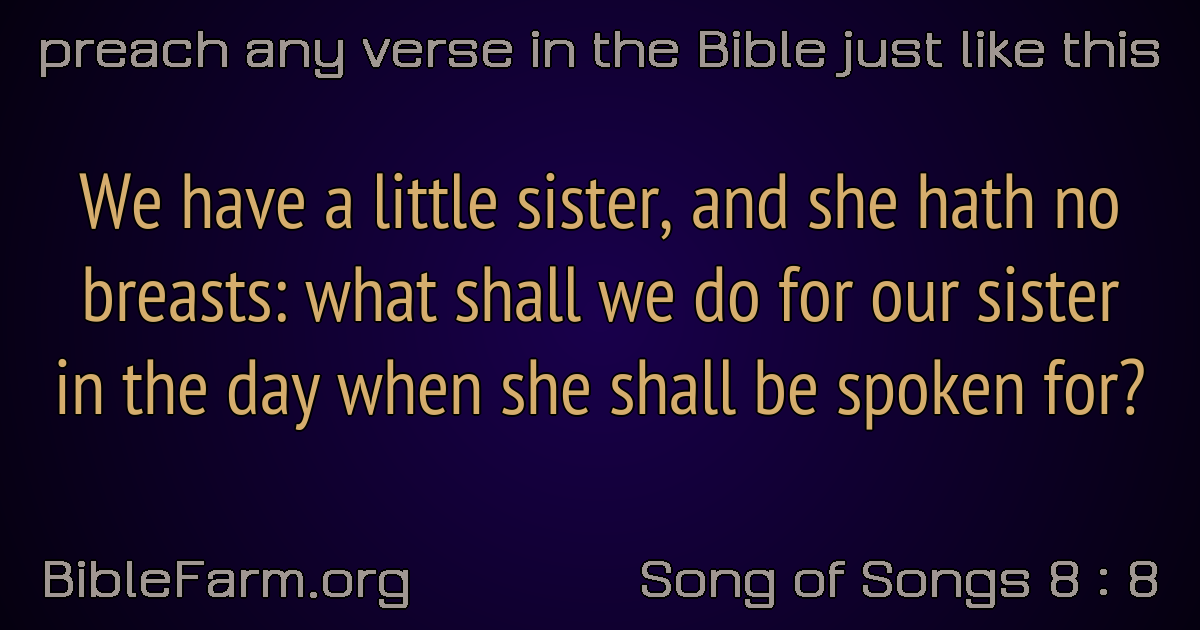 preach any verse in the Bible just like this
We have a little sister, and she hath no
breasts: what shall we do for our sister
in the day when she shall be spoken for?
BibleFarm.org
Song of Songs 8 : 8